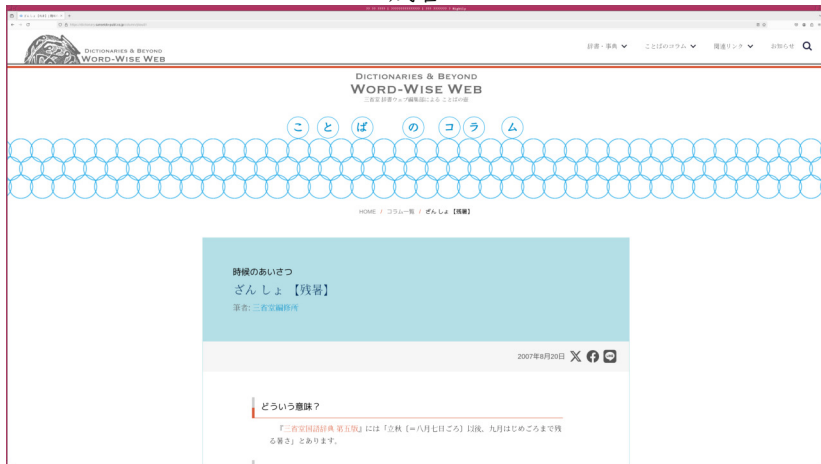 DICTIONARIES & BEYOND
WORD-WISE WEB
辞書・事典
ことばのコラム
関連リンク
お知らせ
DICTIONARIES & BEYOND
WORD-WISE WEB
三省堂 辞書ウェブ編集部による ことばの壺
ことばのコラム
HOME / コラム一覧 / ざんしょ【残暑】
時候のあいさつ
ざんしょ【残暑】
筆者: 三省堂編修所
2007年8月20日
どういう意味?
『三省堂国語辞典 第五版』には「立秋〔=八月七日ごろ〕以後、九月はじめごろまで残
る暑さ」とあります。